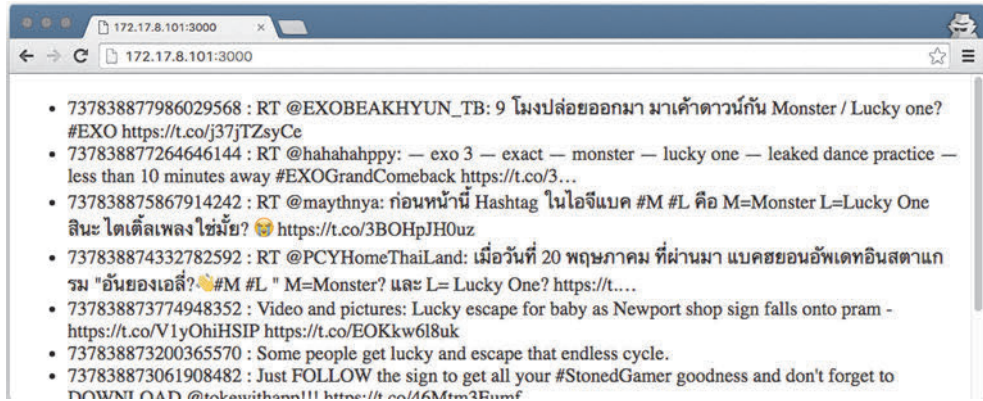 172.17.8.101:3000
172.17.8.101:3000
737838877986029568 : RT @EXOBEAKHYUN_TB: 9 โมงปล่อยออกมา มาเค้าดาวน์กัน Monster / Lucky one?
#EXO https://t.co/j37jTZsyCe
737838877264646144 : RT @hahahahppy: — exo 3 — exact — monster — lucky one — leaked dance practice —
less than 10 minutes away #EXOGrandComeback https://t.co/3…
737838875867914242 : RT @maythnya: ก่อนหน้านี้ Hashtag ในไอจีแบค #M #L คือ M=Monster L=Lucky One
สินะ ไตเติ้ลเพลงใช่มั้ย? 😭 https://t.co/3BOHpJH0uz
737838874332782592 : RT @PCYHomeThaiLand: เมื่อวันที่ 20 พฤษภาคม ที่ผ่านมา แบคฮยอนอัพเดทอินสตาแก
รม "อันยองเอลี่?👏#M #L " M=Monster? และ L= Lucky One? https://t.…
737838873774948352 : Video and pictures: Lucky escape for baby as Newport shop sign falls onto pram -
https://t.co/V1yOhiHSIP https://t.co/EOKkw6l8uk
737838873200365570 : Some people get lucky and escape that endless cycle.
737838873061908482 : Just FOLLOW the sign to get all your #StonedGamer goodness and don't forget to
DOWNLOAD @tokewithapp!!! https://t.co/46Mtm3Fumf